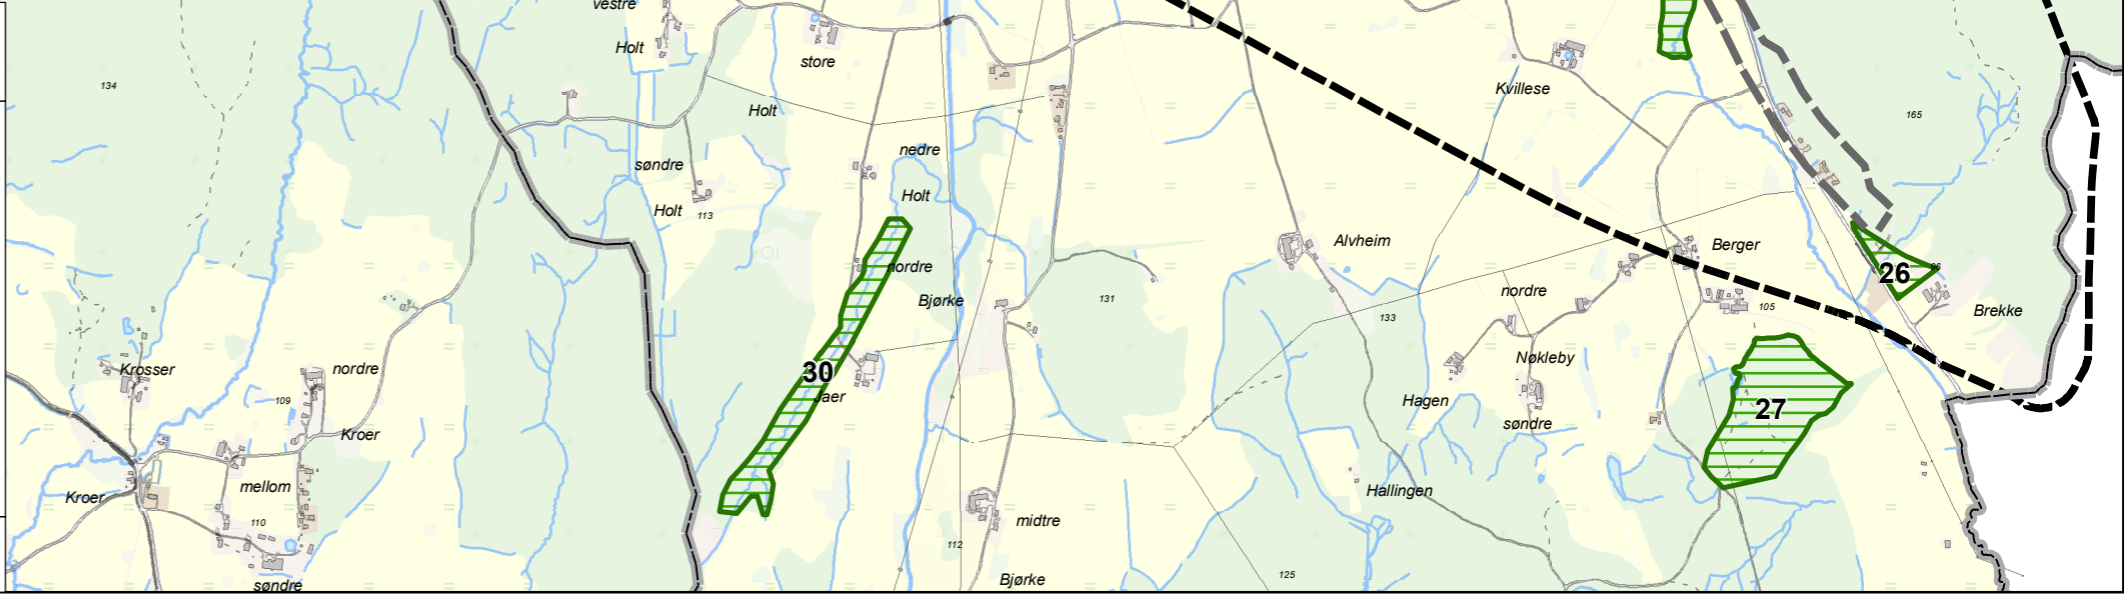 vestre
Holt
store
Holt
134
Kvillese
165
nedre
Holt
søndre
Holt
113
Alvheim
Berger
26
96
Brekke
nordre
Bjørke
131
133
nordre
105
Krosser
nordre
109
Kroer
30
Jaer
Nøkleby
Hagen
søndre
27
Kroer
mellom
110
søndre
Hallingen
midtre
112
Bjørke
125